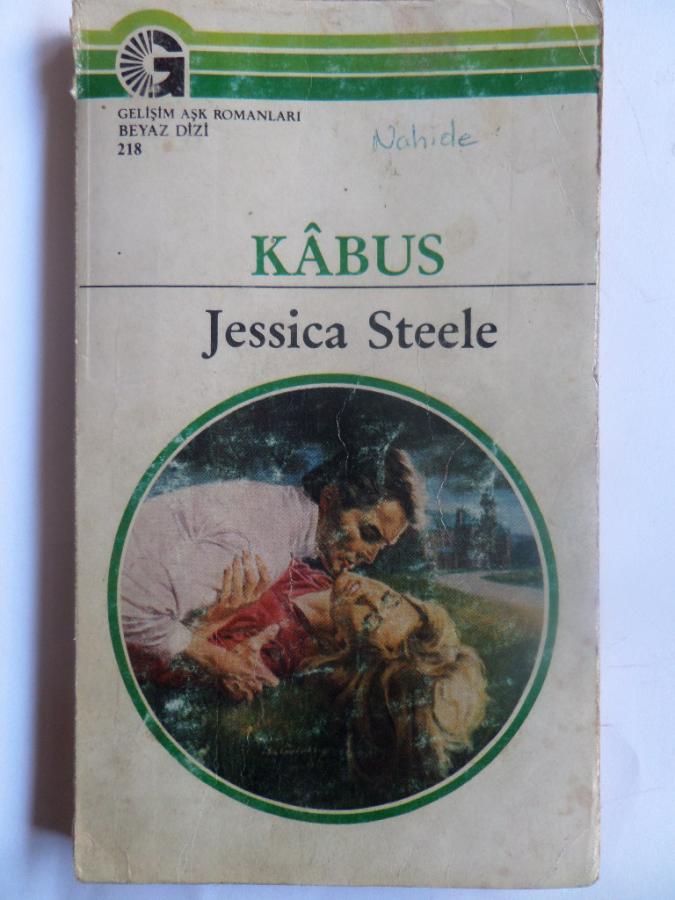 GELİŞİM AŞK ROMANLARI
BEYAZ DİZİ
218
Nahide
KÂBUS
Jessica Steele